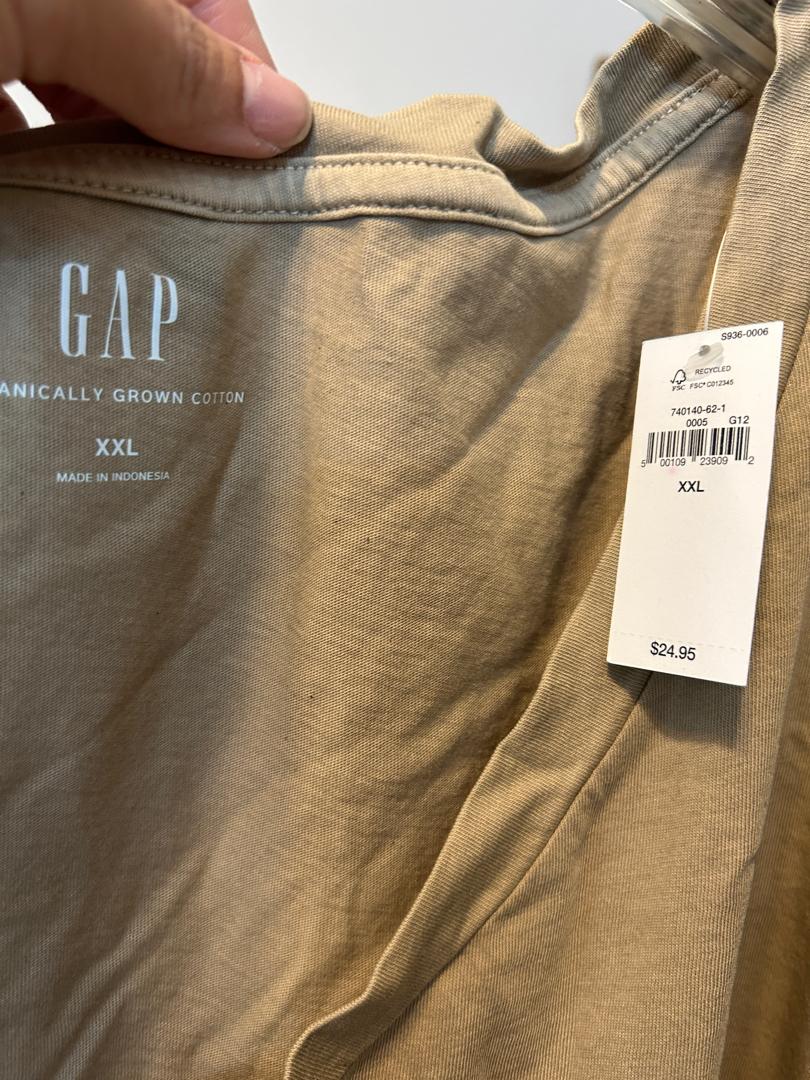 GAP
ANICALLY GROWN COTTON
XXL
MADE IN INDONESIA
S936-0006
RECYCLED
FSC FSC® C012345
740140-62-1
0005 G12
5 00109 23909 2
XXL
$24.95